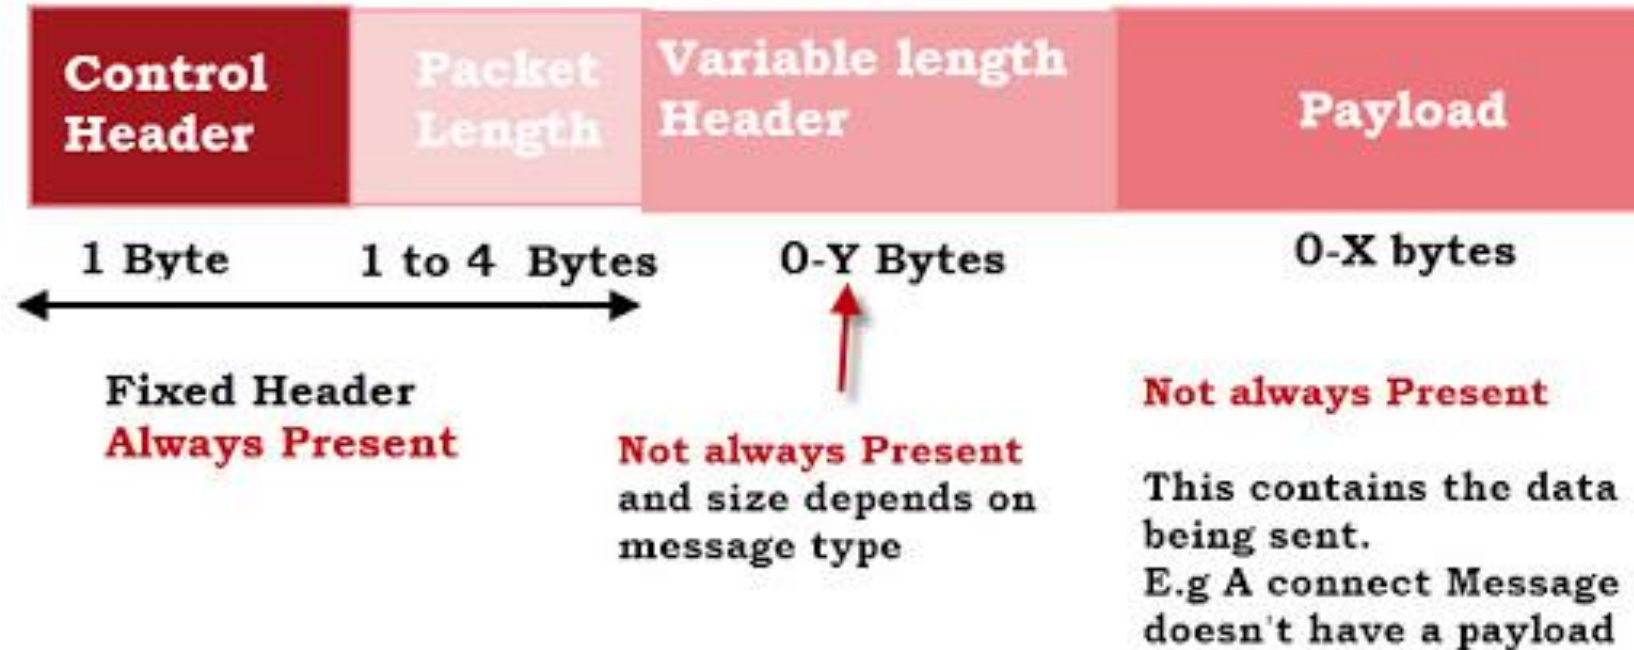 Control
Header
Packet
Length
Variable length
Header
Payload
1 Byte
1 to 4 Bytes
0-Y Bytes
0-X bytes
Fixed Header
Always Present
Not always Present
and size depends on
message type
Not always Present
This contains the data
being sent.
E.g A connect Message
doesn't have a payload